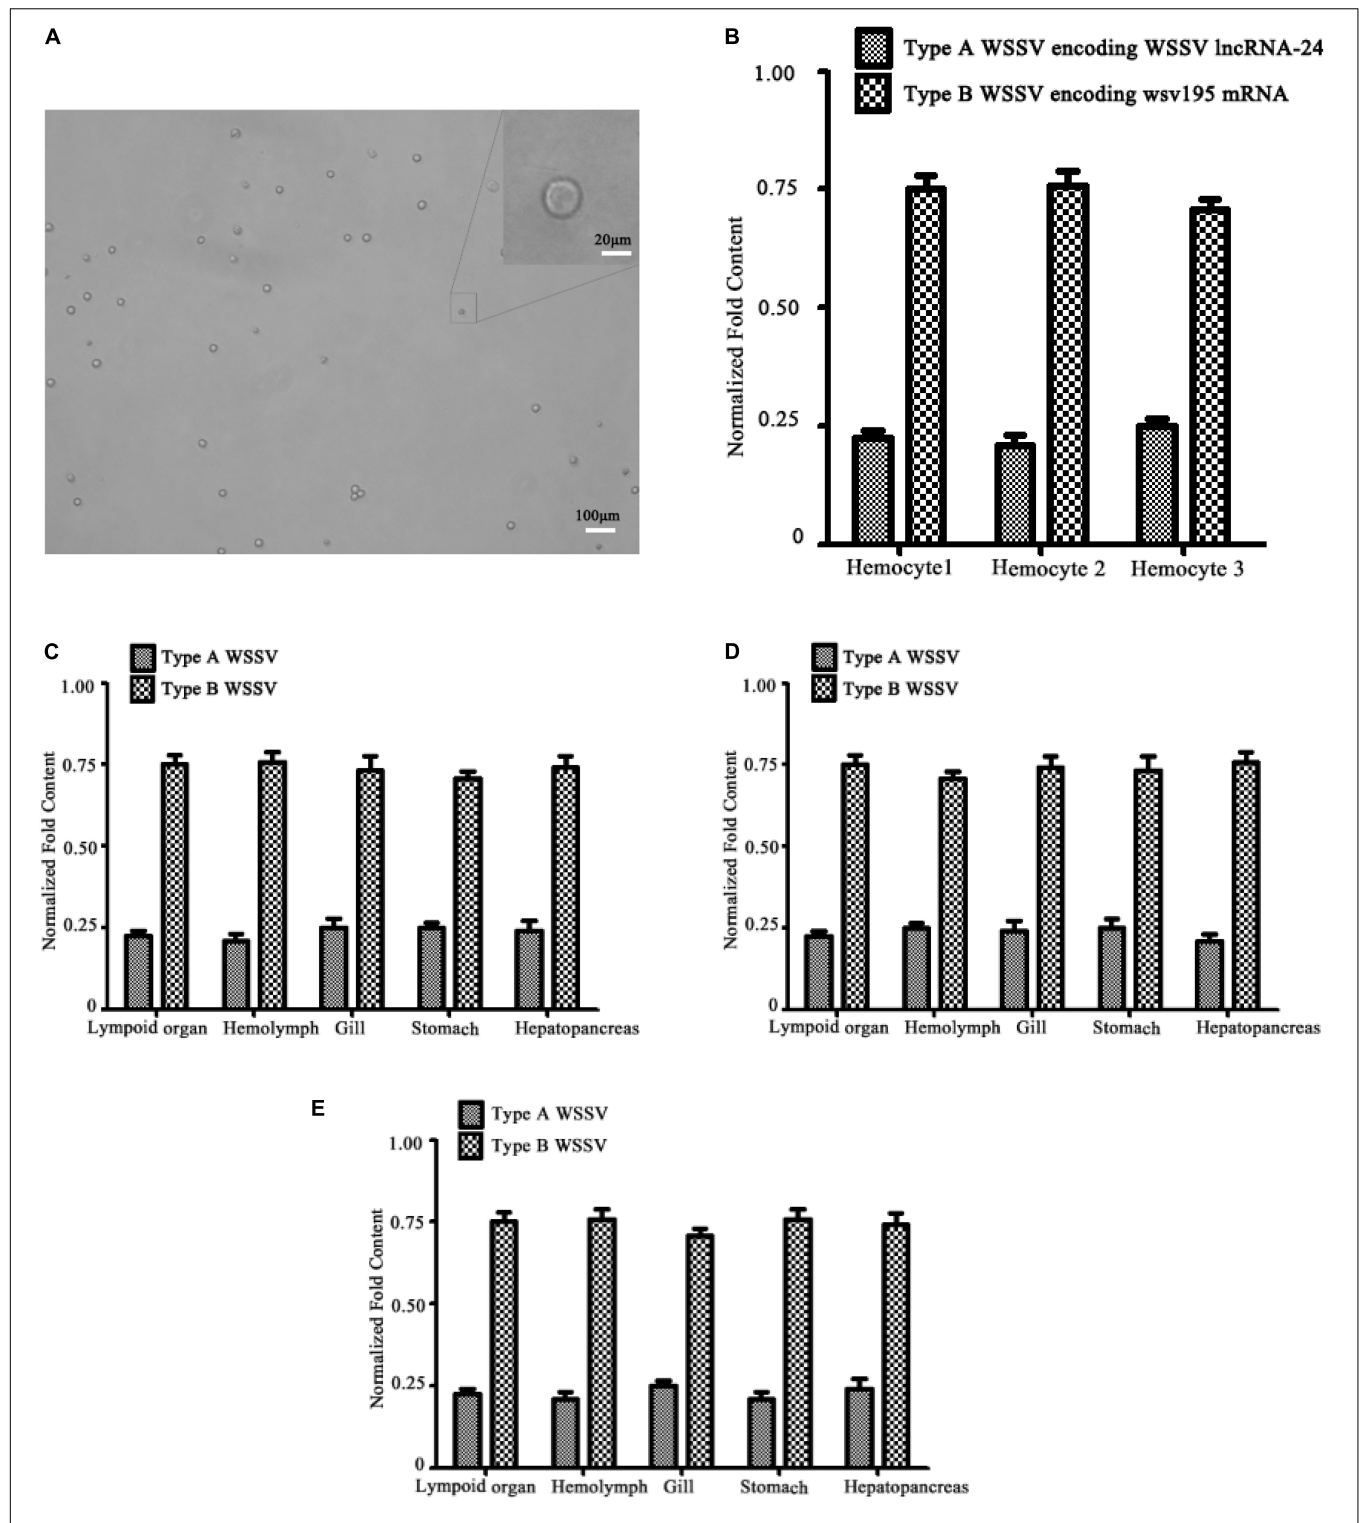 A
20μm
100μm
B
Type A WSSV encoding WSSV lncRNA-24
Type B WSSV encoding wsv195 mRNA
Normalized Fold Content
1.00
0.75
0.50
0.25
0
Hemocyte1 Hemocyte 2 Hemocyte 3
C
Type A WSSV
Type B WSSV
Normalized Fold Content
1.00
0.75
0.50
0.25
0
Lympoid organ Hemolymph Gill Stomach Hepatopancreas
D
Type A WSSV
Type B WSSV
Normalized Fold Content
1.00
0.75
0.50
0.25
0
Lympoid organ Hemolymph Gill Stomach Hepatopancreas
E
Type A WSSV
Type B WSSV
Normalized Fold Content
1.00
0.75
0.50
0.25
0
Lympoid organ Hemolymph Gill Stomach Hepatopancreas